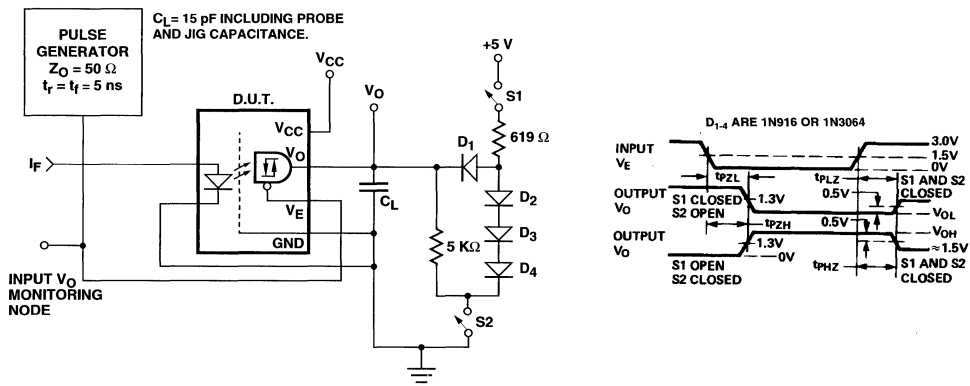 PULSE
GENERATOR
Z_O = 50 Ω
t_r = t_f = 5 ns
C_L = 15 pF INCLUDING PROBE
AND JIG CAPACITANCE.
V_CC
D.U.T.
V_CC
V_O
V_E
GND
I_F
INPUT V_O
MONITORING
NODE
V_O
C_L
5 KΩ
+5 V
S1
619 Ω
D_1
D_2
D_3
D_4
S2
D_1-4 ARE 1N916 OR 1N3064
INPUT
V_E
3.0V
1.5V
0V
t_PZL
t_PLZ
OUTPUT
V_O
S1 CLOSED
S2 OPEN
1.3V
0.5V
S1 AND S2
CLOSED
V_OL
t_PZH
0.5V
V_OH
OUTPUT
V_O
1.3V
0V
≈1.5V
S1 OPEN
S2 CLOSED
t_PHZ
S1 AND S2
CLOSED